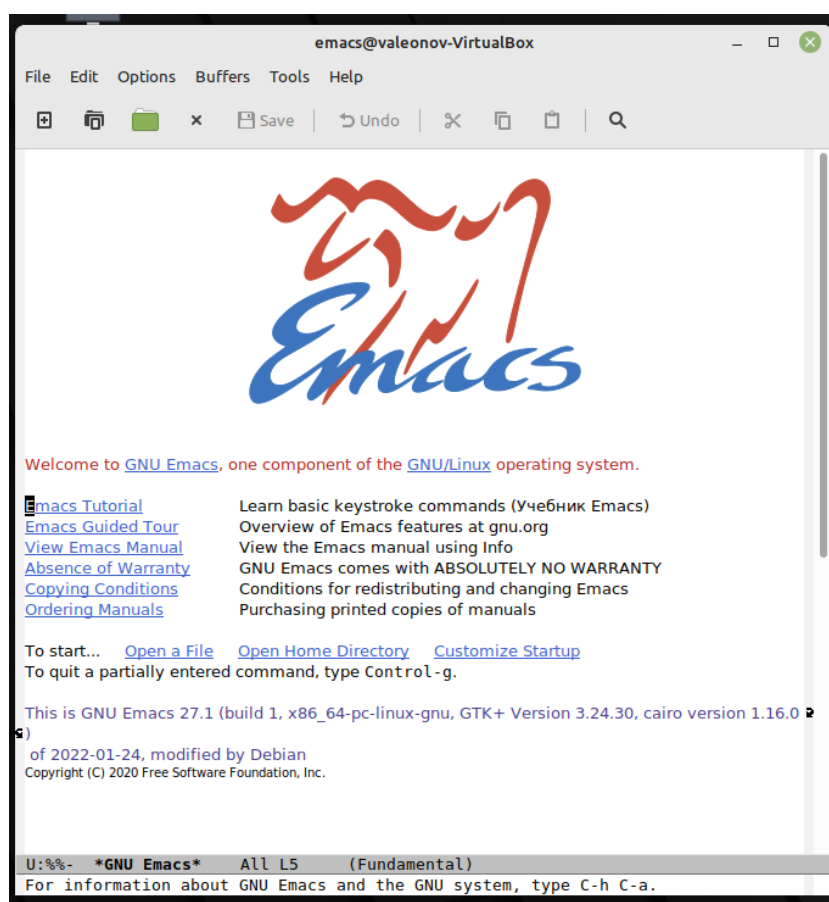 emacs@valeonov-VirtualBox
File Edit Options Buffers Tools Help
Save Undo
Emacs
Welcome to GNU Emacs, one component of the GNU/Linux operating system.
Emacs Tutorial Learn basic keystroke commands (Учебник Emacs)
Emacs Guided Tour Overview of Emacs features at gnu.org
View Emacs Manual View the Emacs manual using Info
Absence of Warranty GNU Emacs comes with ABSOLUTELY NO WARRANTY
Copying Conditions Conditions for redistributing and changing Emacs
Ordering Manuals Purchasing printed copies of manuals
To start... Open a File Open Home Directory Customize Startup
To quit a partially entered command, type Control-g.
This is GNU Emacs 27.1 (build 1, x86_64-pc-linux-gnu, GTK+ Version 3.24.30, cairo version 1.16.0
)
of 2022-01-24, modified by Debian
Copyright (C) 2020 Free Software Foundation, Inc.
U:%%- *GNU Emacs* All L5 (Fundamental)
For information about GNU Emacs and the GNU system, type C-h C-a.